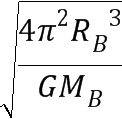 √(4π²R_B³ / GM_B)